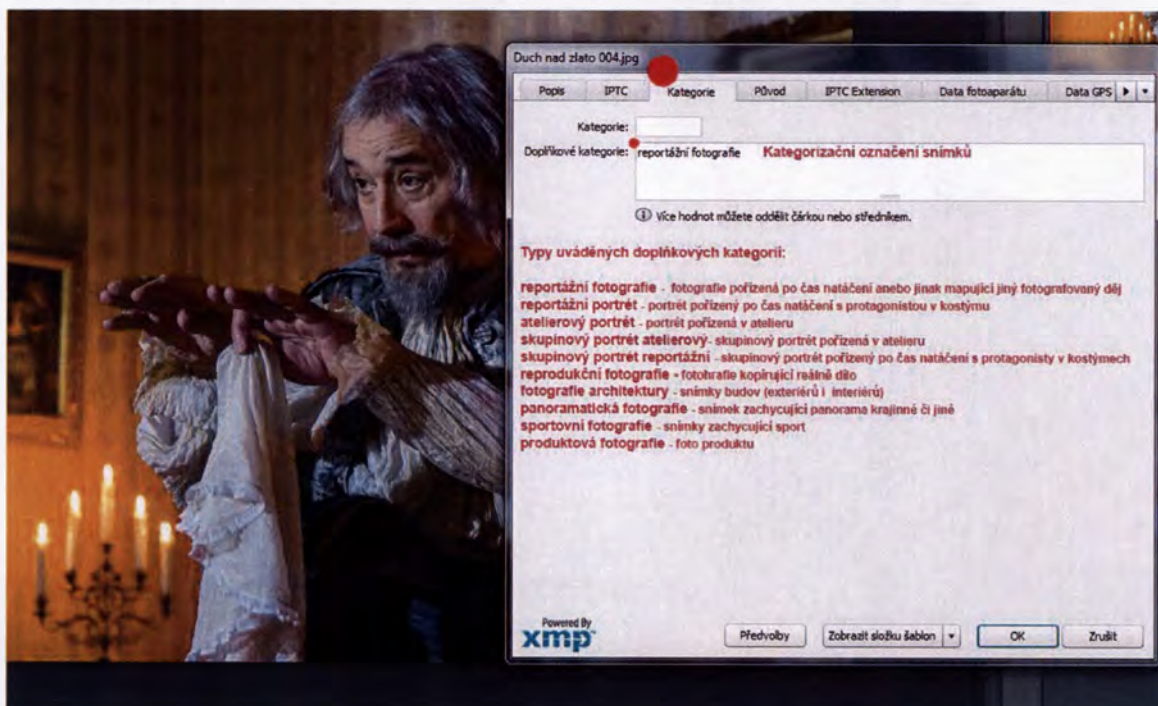 Duch nad zlato 004.jpg
Popis IPTC Kategorie Původ IPTC Extension Data fotoaparátu Data GPS
Kategorie:
Doplňkové kategorie: reportážní fotografie Kategorizační označení snímků
Více hodnot můžete oddělit čárkou nebo středníkem.
Typy uváděných doplňkových kategorií:
reportážní fotografie - fotografie pořízená po čas natáčení anebo jinak mapující jiný fotografovaný děj
reportážní portrét - portrét pořízený po čas natáčení s protagonistou v kostýmu
atelierový portrét - portrét pořízená v atelieru
skupinový portrét atelierový- skupinový portrét pořízená v atelieru
skupinový portrét reportážní - skupinový portrét pořízený po čas natáčení s protagonisty v kostýmech
reprodukční fotografie - fotohrafie kopírující reálné dílo
fotografie architektury - snímky budov (exteriérů i interiérů)
panoramatická fotografie - snímek zachycující panorama krajinné či jiné
sportovní fotografie - snímky zachycující sport
produktová fotografie - foto produktu
Powered By
xmp
Předvolby Zobrazit složku šablon OK Zrušit